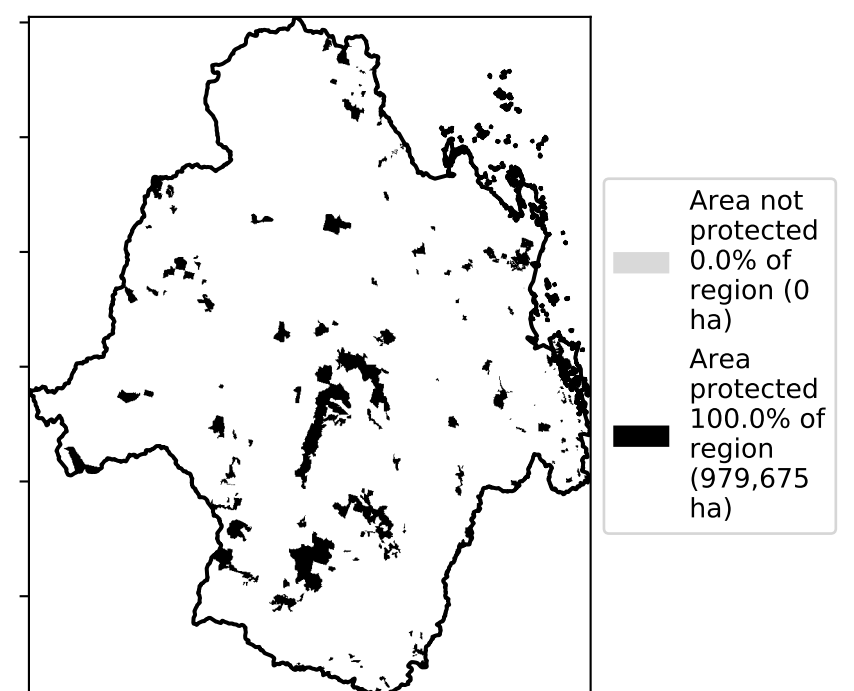 Area not
protected
0.0% of
region (0
ha)
Area
protected
100.0% of
region
(979,675
ha)